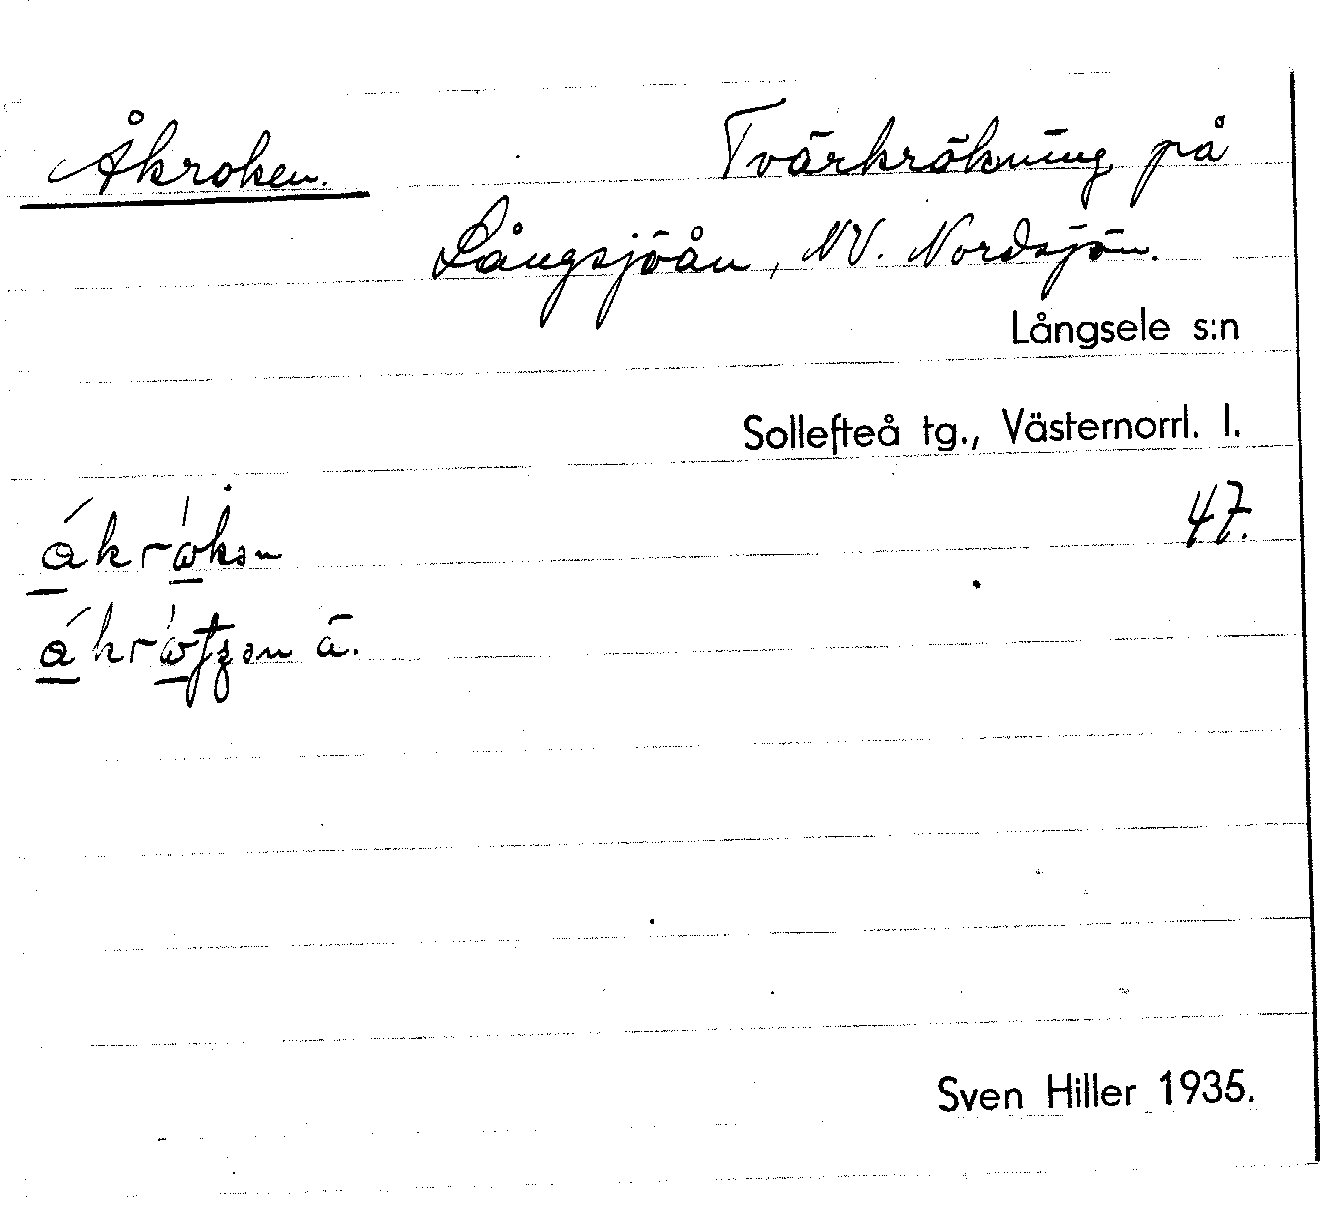 Åkroken. Tvärkrökning på
Långsjöån, NV. Nordsjön.
Långsele s:n
Sollefteå tg., Västernorrl. l.
47.
Sven Hiller 1935.